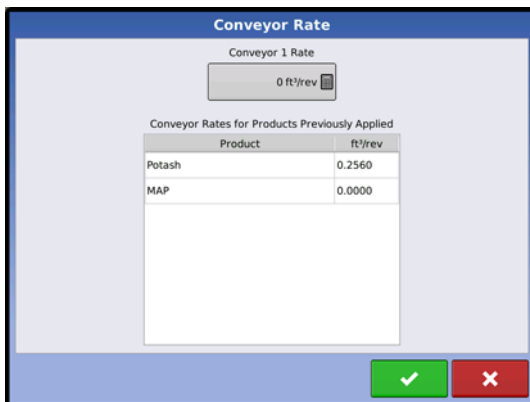 Conveyor Rate
Conveyor 1 Rate
0 ft³/rev
Conveyor Rates for Products Previously Applied
Product ft³/rev
Potash 0.2560
MAP 0.0000